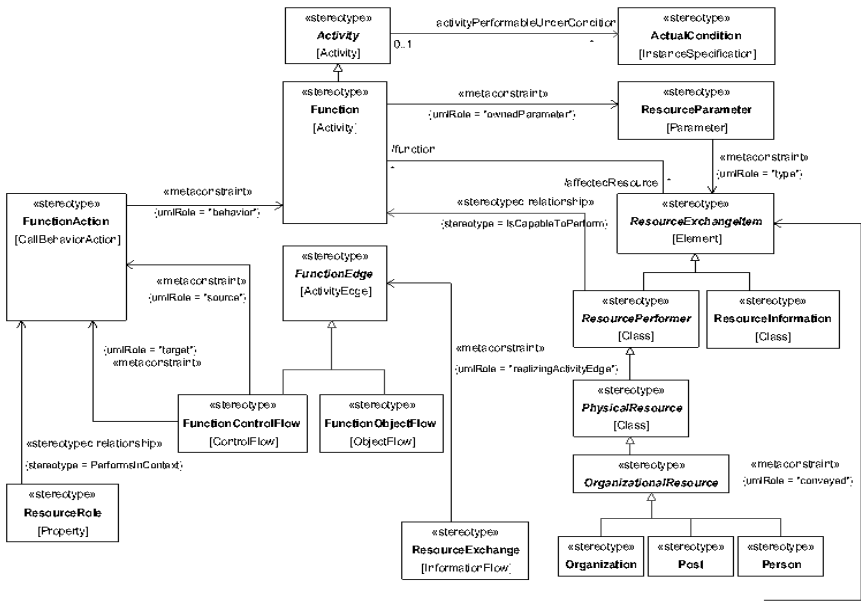 «stereotype»
Activity
[Activity]
activityPerformableUnderCondition
0..1
*
«stereotype»
ActualCondition
[InstanceSpecification]
«stereotype»
Function
[Activity]
«metaconstraint»
{umlRole = "ownedParameter"}
«stereotype»
ResourceParameter
[Parameter]
/function
*
«metaconstraint»
{umlRole = "type"}
/affectedResource
*
«stereotype»
FunctionAction
[CallBehaviorAction]
«metaconstraint»
{umlRole = "behavior"}
«stereotyped relationship»
{stereotype = IsCapableToPerform}
«stereotype»
ResourceExchangeItem
[Element]
«stereotype»
FunctionEdge
[ActivityEdge]
«metaconstraint»
{umlRole = "source"}
«stereotype»
ResourcePerformer
[Class]
«stereotype»
ResourceInformation
[Class]
{umlRole = "target"}
«metaconstraint»
«metaconstraint»
{umlRole = "realizingActivityEdge"}
«stereotype»
PhysicalResource
[Class]
«stereotype»
FunctionControlFlow
[ControlFlow]
«stereotype»
FunctionObjectFlow
[ObjectFlow]
«stereotyped relationship»
{stereotype = PerformsInContext}
«stereotype»
OrganizationalResource
«metaconstraint»
{umlRole = "conveyed"}
«stereotype»
ResourceRole
[Property]
«stereotype»
ResourceExchange
[InformationFlow]
«stereotype»
Organization
«stereotype»
Post
«stereotype»
Person